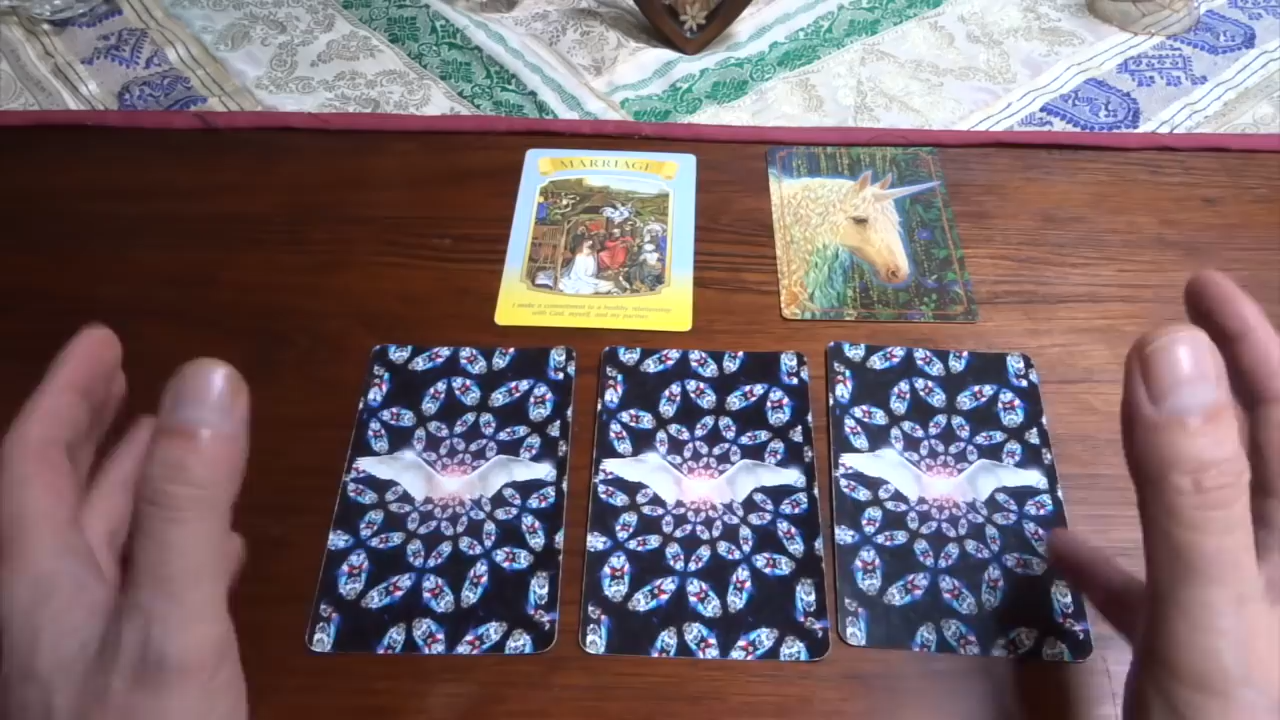 MARRIAGE
I make a commitment to a healthy relationship
with God, myself, and my partner.